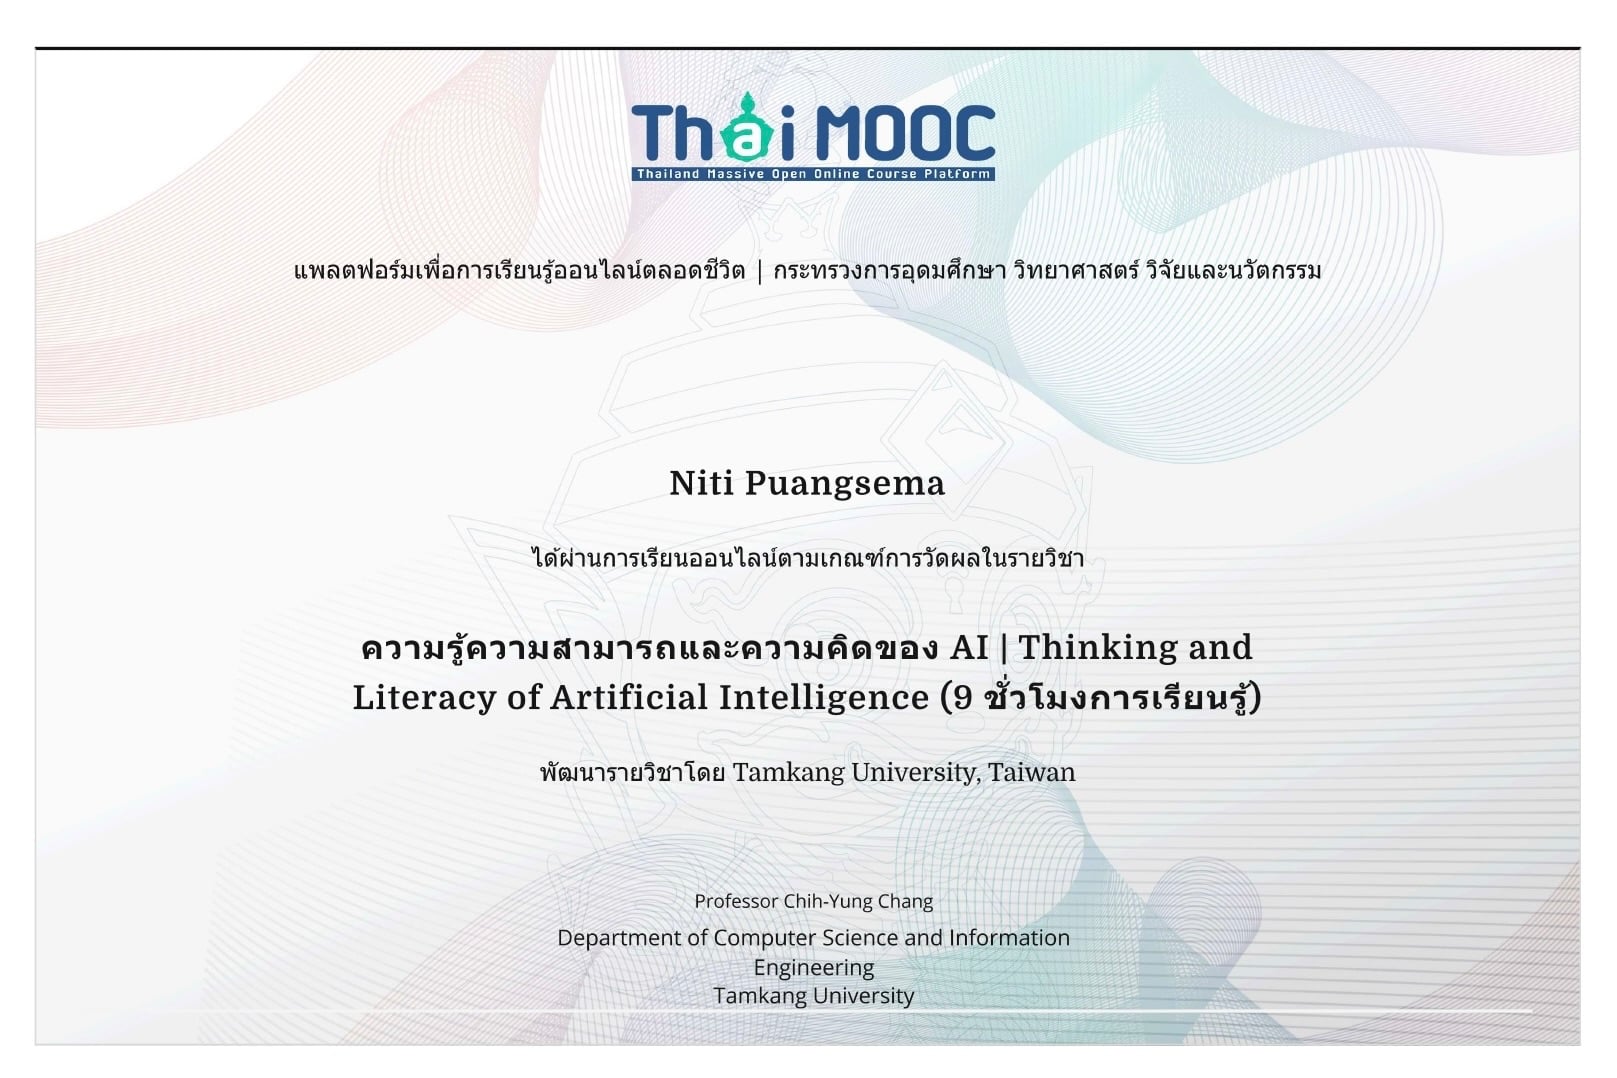 Thai MOOC
Thailand Massive Open Online Course Platform
แพลตฟอร์มเพื่อการเรียนรู้ออนไลน์ตลอดชีวิต | กระทรวงการอุดมศึกษา วิทยาศาสตร์ วิจัยและนวัตกรรม
Niti Puangsema
ได้ผ่านการเรียนออนไลน์ตามเกณฑ์การวัดผลในรายวิชา
ความรู้ความสามารถและความคิดของ AI | Thinking and
Literacy of Artificial Intelligence (9 ชั่วโมงการเรียนรู้)
พัฒนารายวิชาโดย Tamkang University, Taiwan
Professor Chih-Yung Chang
Department of Computer Science and Information
Engineering
Tamkang University